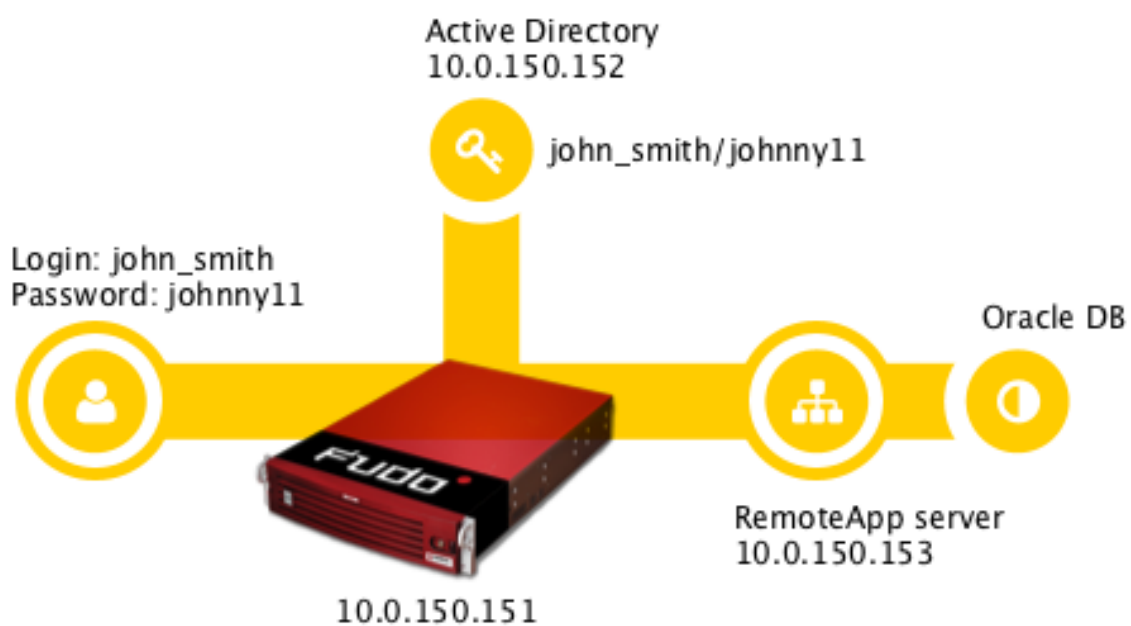 Active Directory
10.0.150.152
john_smith/johnny11
Login: john_smith
Password: johnny11
Oracle DB
Fudo
RemoteApp server
10.0.150.153
10.0.150.151